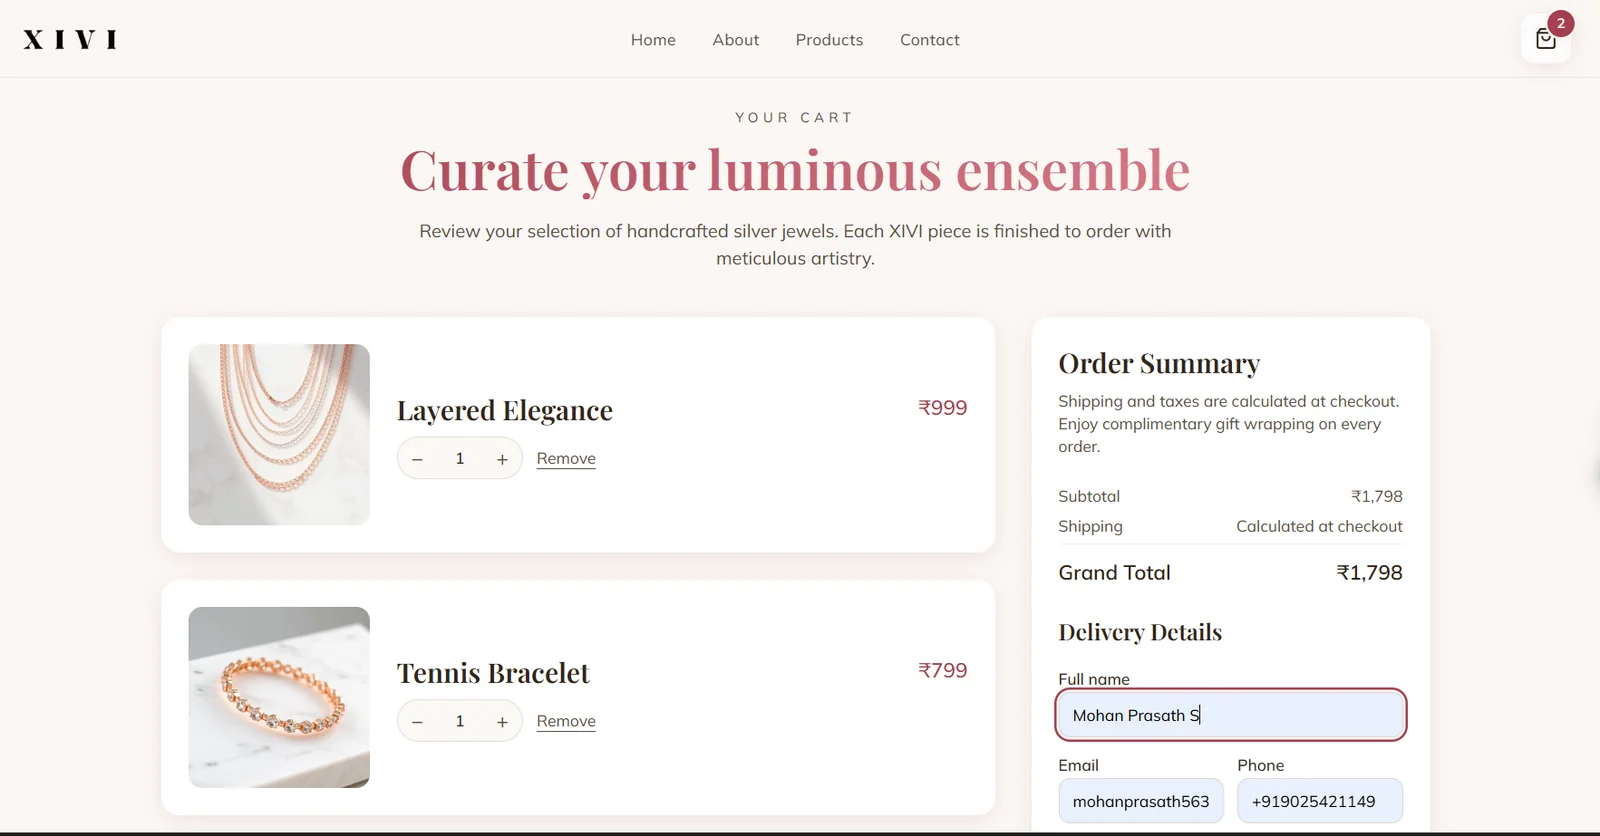 XIVI
Home About Products Contact
2
YOUR CART
Curate your luminous ensemble
Review your selection of handcrafted silver jewels. Each XIVI piece is finished to order with
meticulous artistry.
Layered Elegance
₹999
− 1 + Remove
Tennis Bracelet
₹799
− 1 + Remove
Order Summary
Shipping and taxes are calculated at checkout.
Enjoy complimentary gift wrapping on every
order.
Subtotal ₹1,798
Shipping Calculated at checkout
Grand Total ₹1,798
Delivery Details
Full name
Mohan Prasath S
Email Phone
mohanprasath563 +919025421149